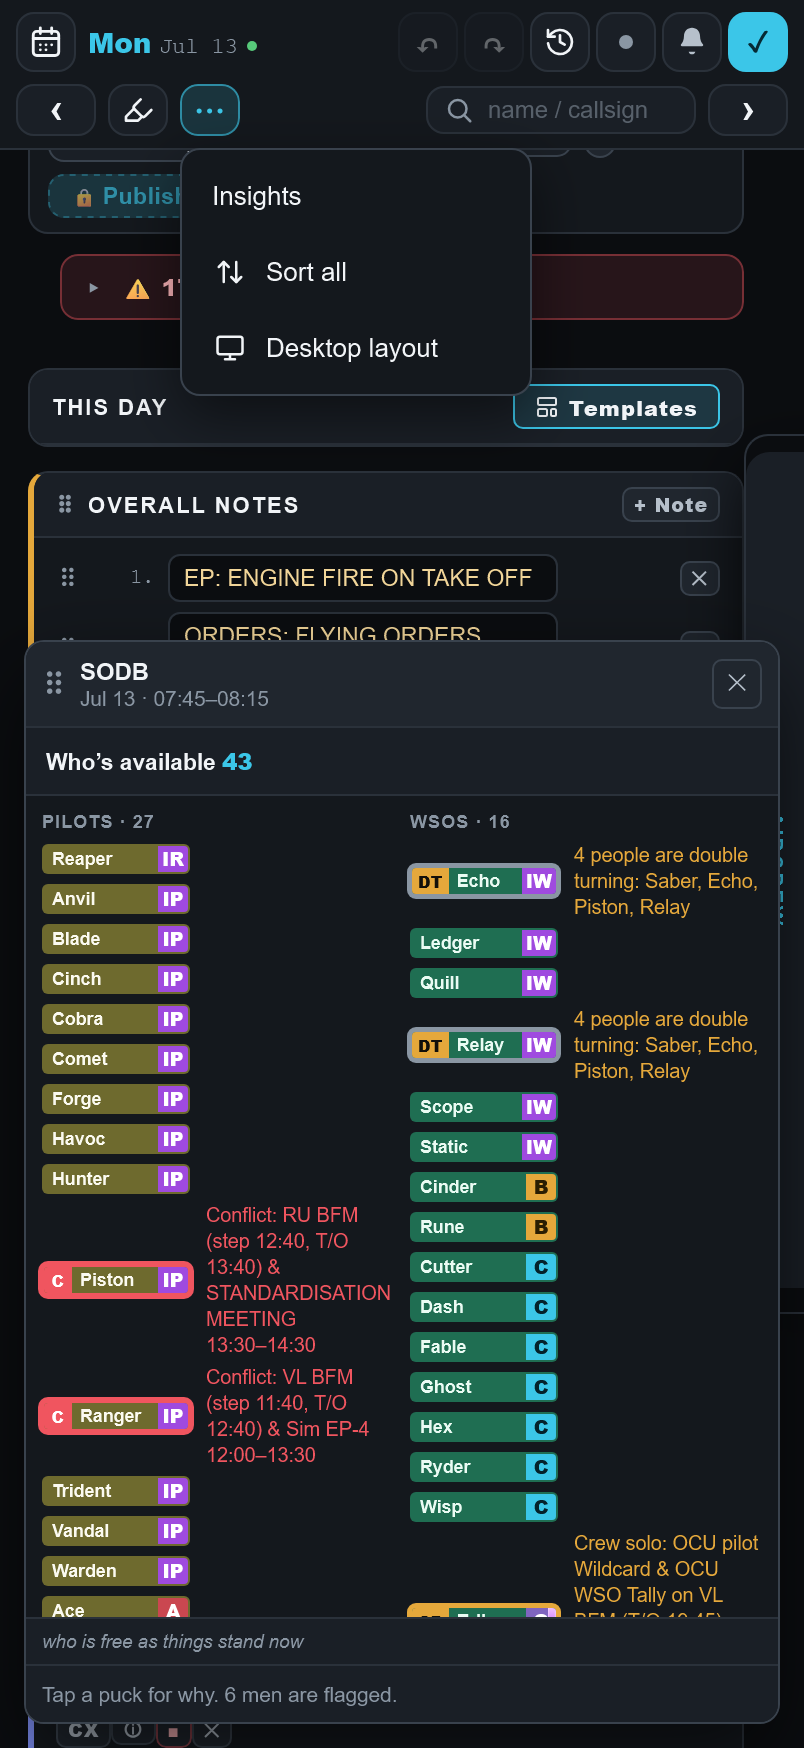 Mon Jul 13
name / callsign
Insights
Publish
Sort all
Desktop layout
THIS DAY
Templates
OVERALL NOTES
+ Note
1. EP: ENGINE FIRE ON TAKE OFF
ORDERS: FLYING ORDERS
SODB
Jul 13 · 07:45–08:15
Who's available 43
PILOTS · 27
Reaper IR
Anvil IP
Blade IP
Cinch IP
Cobra IP
Comet IP
Forge IP
Havoc IP
Hunter IP
C Piston IP
Conflict: RU BFM
(step 12:40, T/O
13:40) &
STANDARDISATION
MEETING
13:30–14:30
C Ranger IP
Conflict: VL BFM
(step 11:40, T/O
12:40) & Sim EP-4
12:00–13:30
Trident IP
Vandal IP
Warden IP
Ace A
WSOS · 16
DT Echo IW
4 people are double
turning: Saber, Echo,
Piston, Relay
Ledger IW
Quill IW
DT Relay IW
4 people are double
turning: Saber, Echo,
Piston, Relay
Scope IW
Static IW
Cinder B
Rune B
Cutter C
Dash C
Fable C
Ghost C
Hex C
Ryder C
Wisp C
Crew solo: OCU pilot
Wildcard & OCU
WSO Tally on VL
who is free as things stand now
Tap a puck for why. 6 men are flagged.
CX